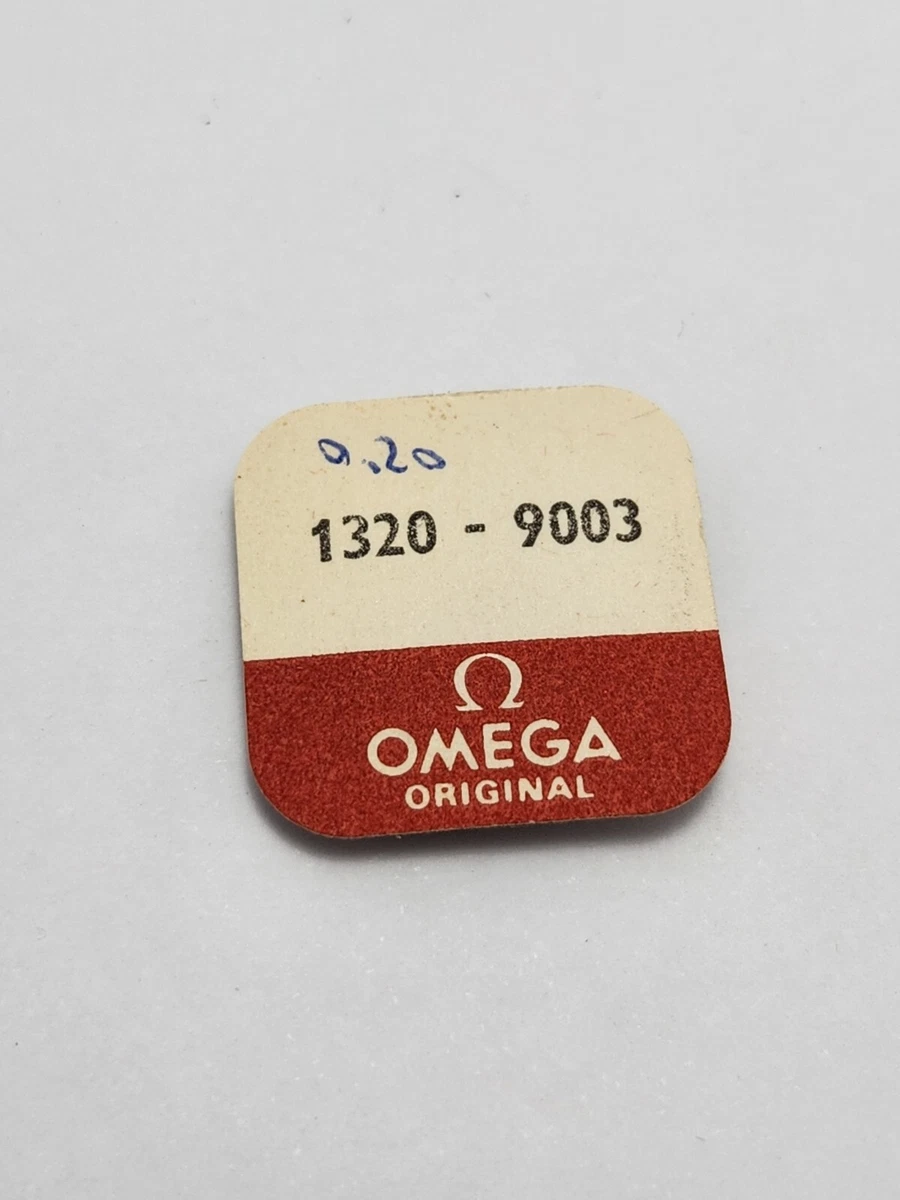 0.20
1320 - 9003
Ω
OMEGA
ORIGINAL